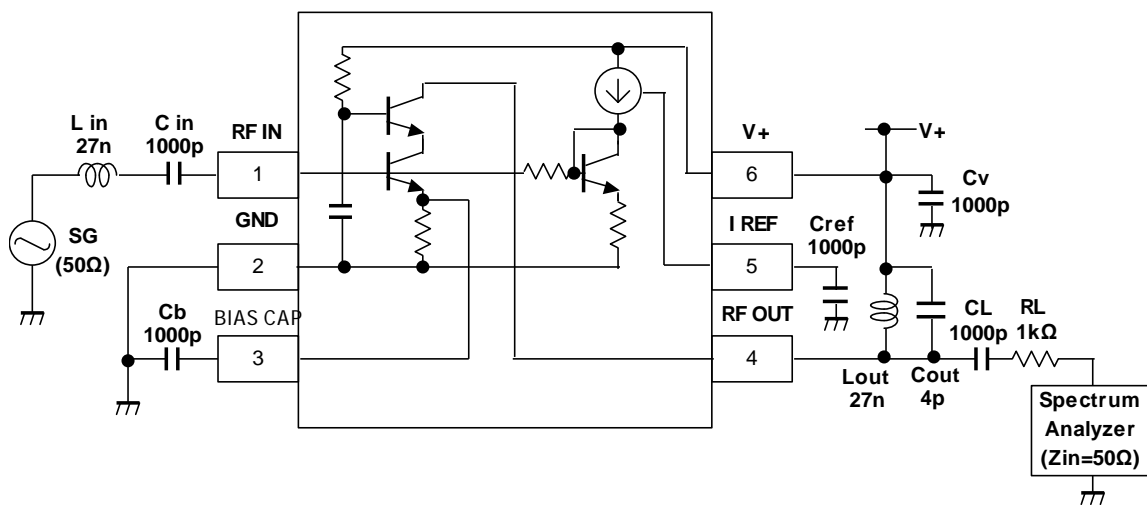 L in
27n
C in
1000p
RF IN
1
V+
V+
6
Cv
1000p
GND
SG
(50Ω)
2
I REF
Cref
1000p
5
Cb
1000p
BIAS CAP
3
RF OUT
4
CL
1000p
RL
1kΩ
Lout
27n
Cout
4p
Spectrum
Analyzer
(Zin=50Ω)